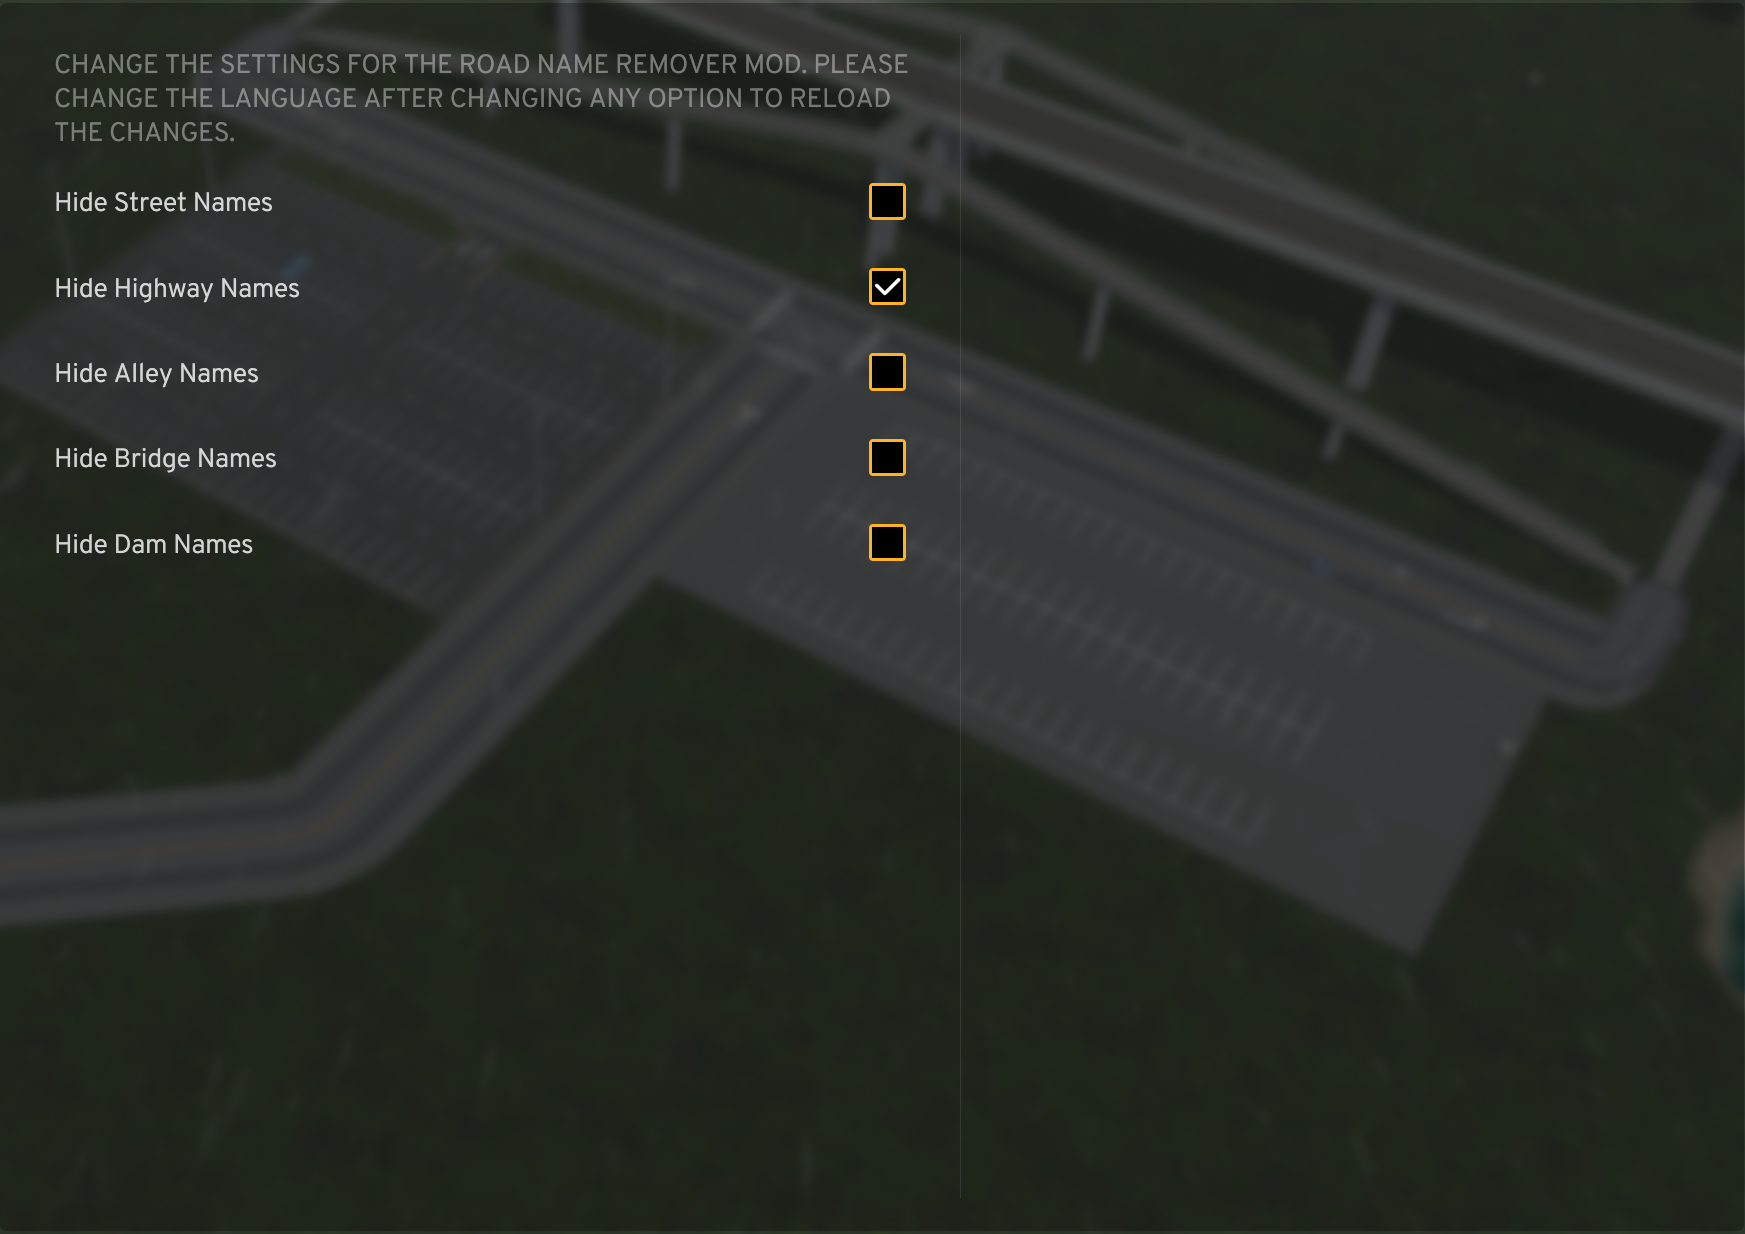 CHANGE THE SETTINGS FOR THE ROAD NAME REMOVER MOD. PLEASE
CHANGE THE LANGUAGE AFTER CHANGING ANY OPTION TO RELOAD
THE CHANGES.
Hide Street Names
Hide Highway Names
Hide Alley Names
Hide Bridge Names
Hide Dam Names